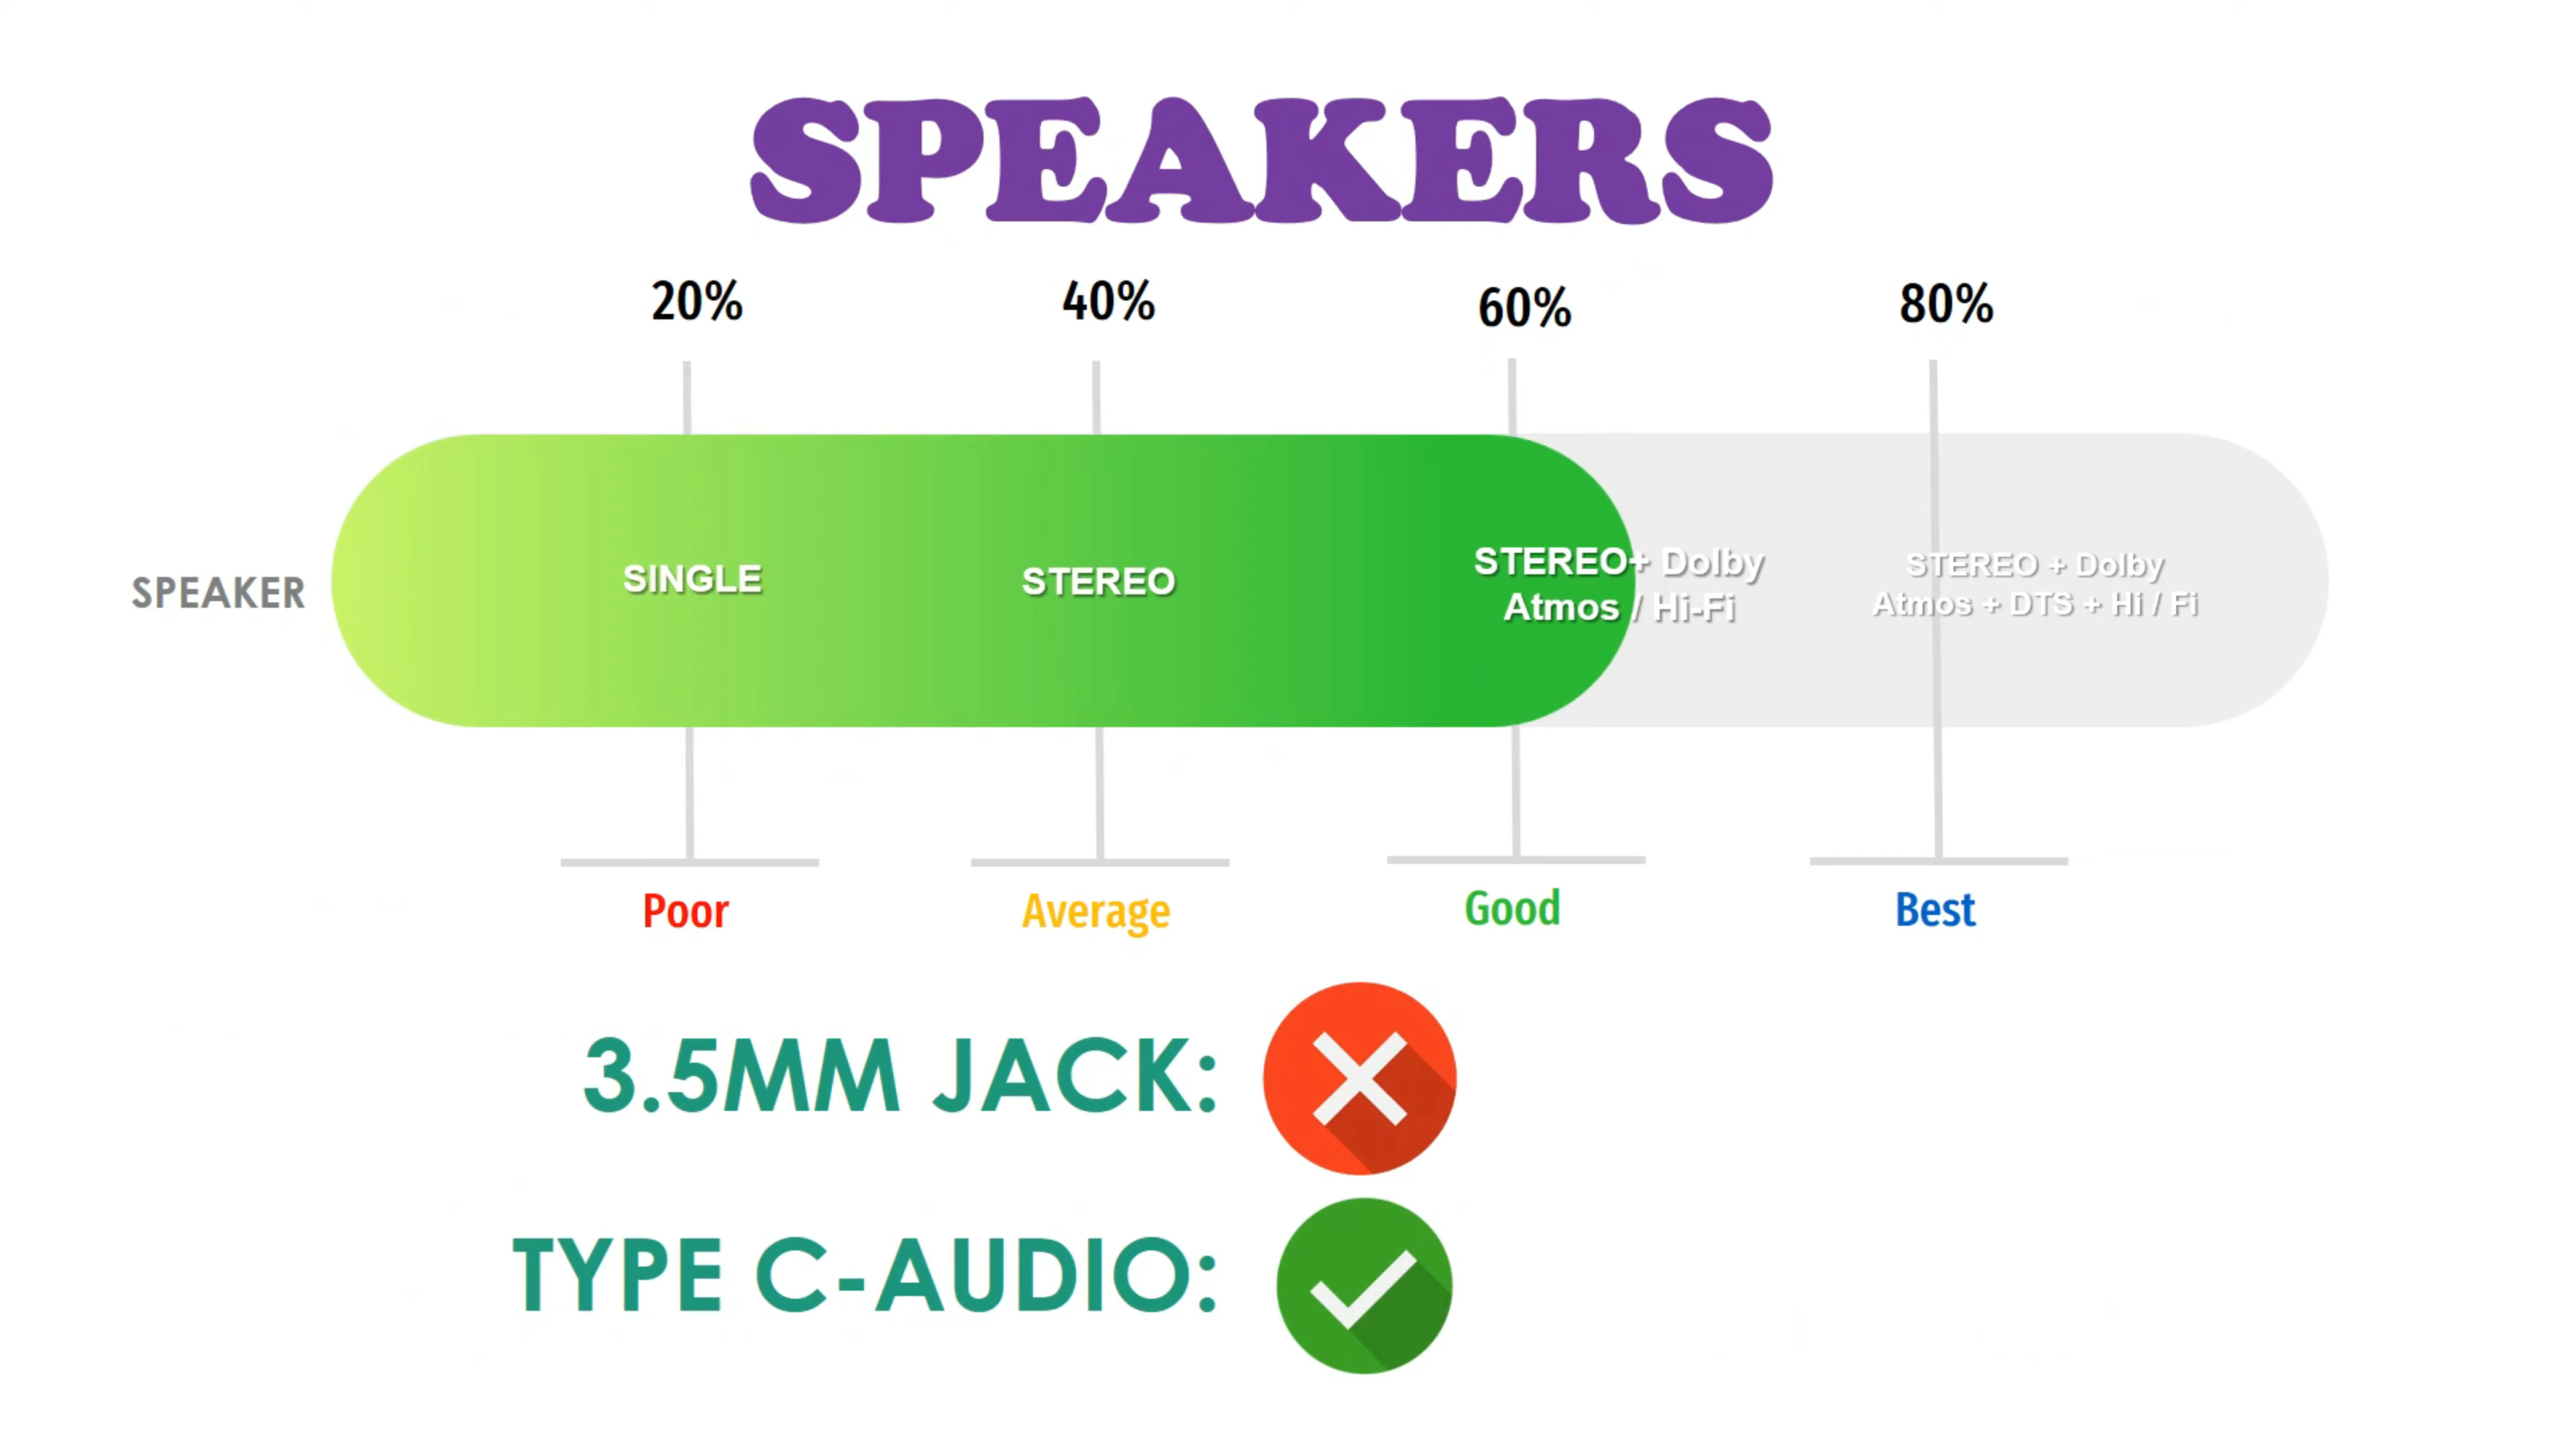 SPEAKERS
20% 40% 60% 80%
SPEAKER
SINGLE
STEREO
STEREO+ Dolby
Atmos / Hi-Fi
STEREO + Dolby
Atmos + DTS + Hi / Fi
Poor Average Good Best
3.5MM JACK:
TYPE C-AUDIO: